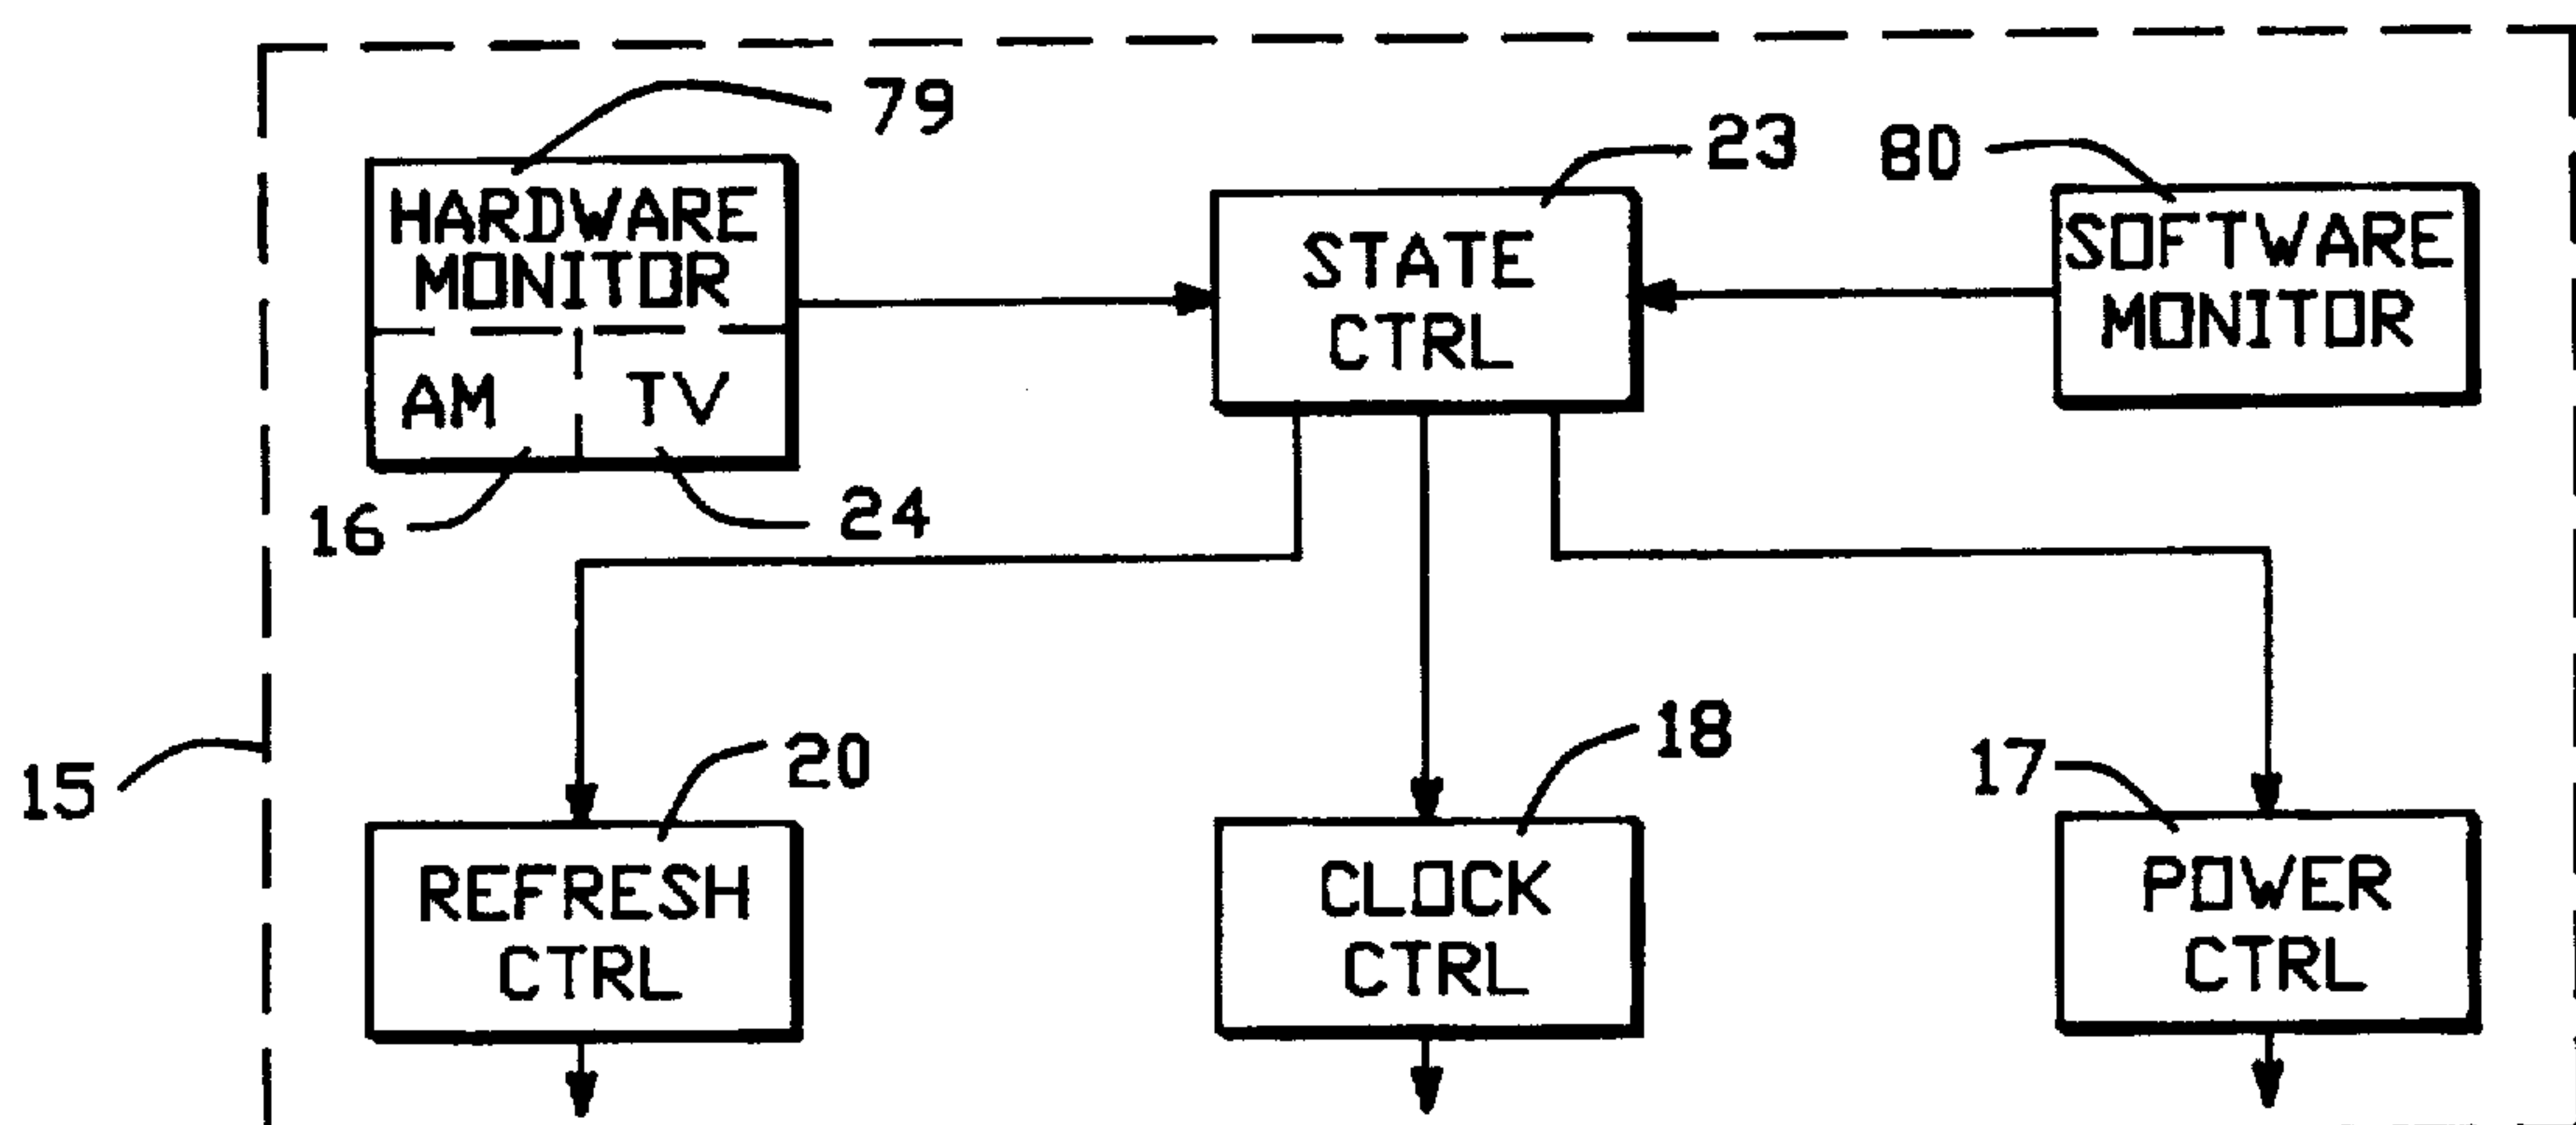 79
HARDWARE
MONITOR
AM
TV
16
24
23
STATE
CTRL
80
SOFTWARE
MONITOR
15
20
REFRESH
CTRL
18
CLOCK
CTRL
17
POWER
CTRL